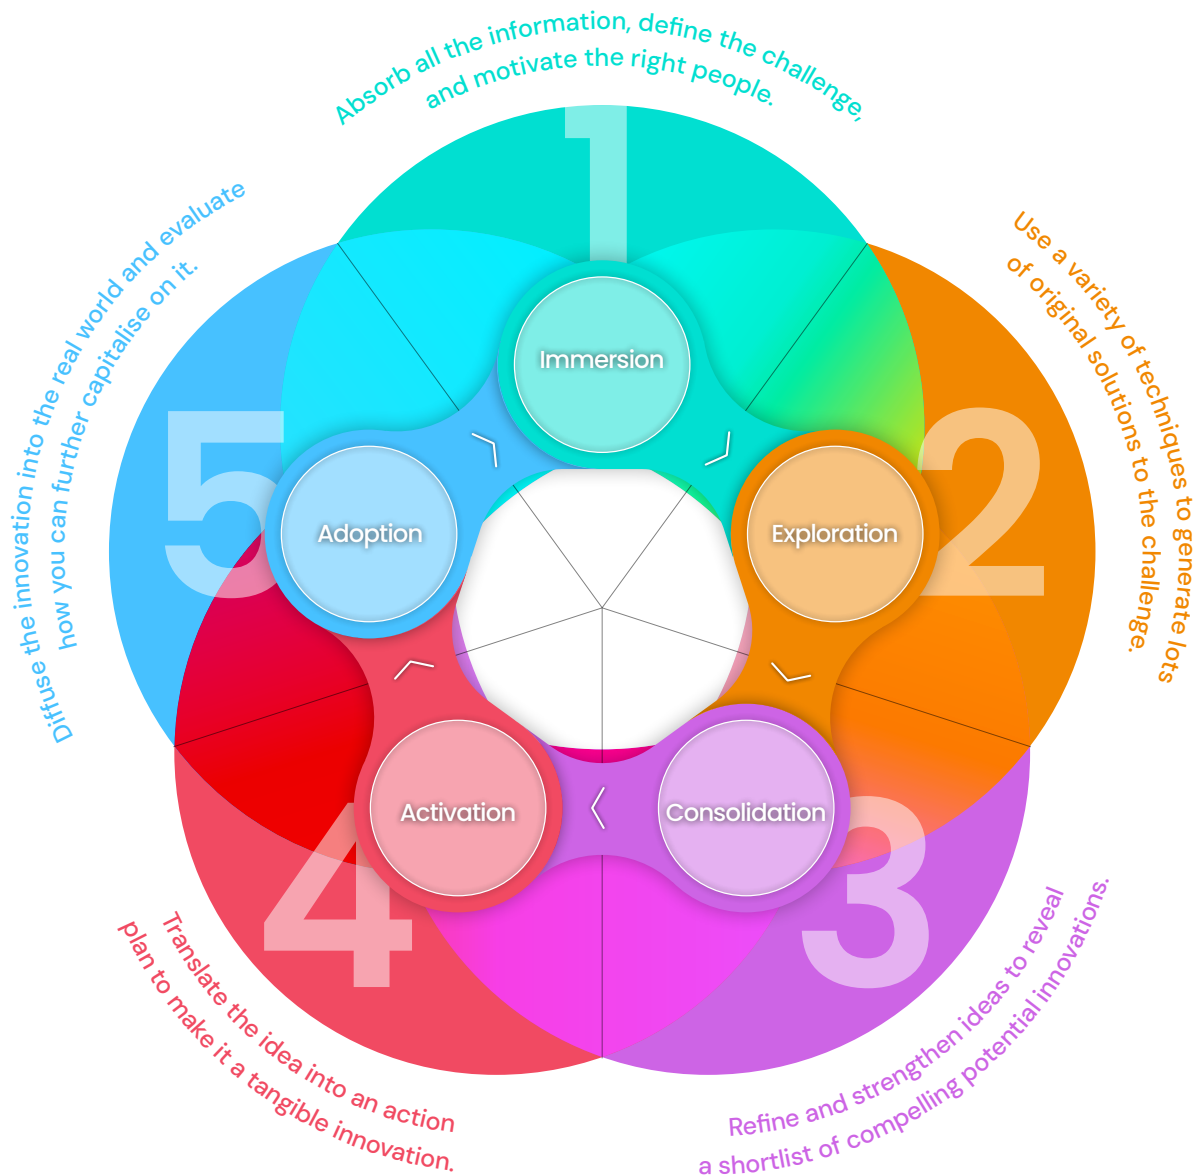 Absorb all the information, define the challenge,
and motivate the right people.
1
Immersion
Use a variety of techniques to generate lots
of original solutions to the challenge.
2
Exploration
3
Consolidation
Refine and strengthen ideas to reveal
a shortlist of compelling potential innovations.
4
Activation
Translate the idea into an action
plan to make it a tangible innovation.
5
Adoption
Diffuse the innovation into the real world and evaluate
how you can further capitalise on it.